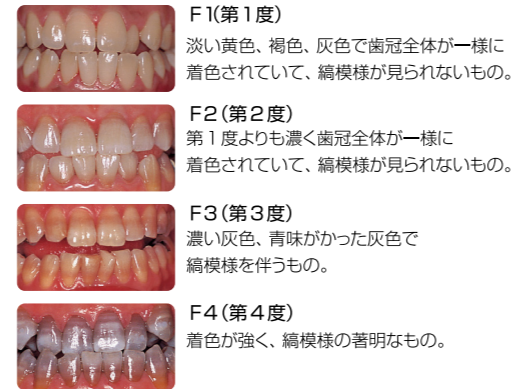 F1(第1度)
淡い黄色、褐色、灰色で歯冠全体が一様に
着色されていて、縞模様が見られないもの。
F2(第2度)
第1度よりも濃く歯冠全体が一様に
着色されていて、縞模様が見られないもの。
F3(第3度)
濃い灰色、青味がかった灰色で
縞模様を伴うもの。
F4(第4度)
着色が強く、縞模様の著明なもの。